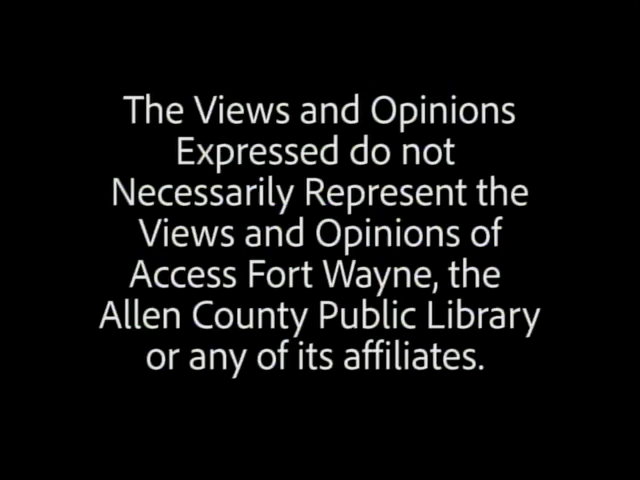 The Views and Opinions
Expressed do not
Necessarily Represent the
Views and Opinions of
Access Fort Wayne, the
Allen County Public Library
or any of its affiliates.